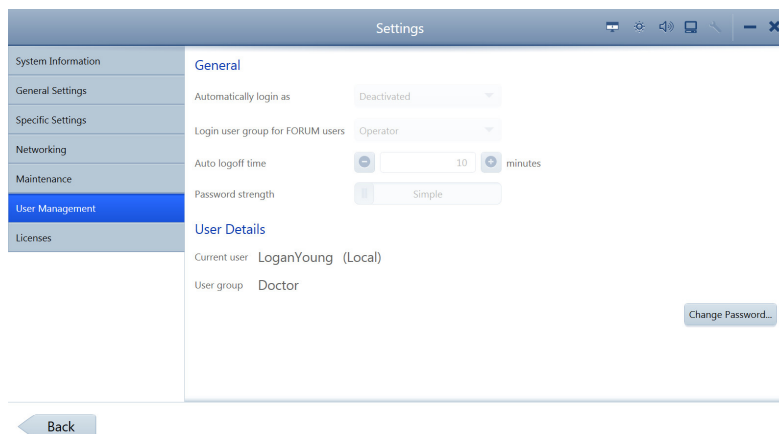 Settings
System Information
General Settings
Specific Settings
Networking
Maintenance
User Management
Licenses
General
Automatically login as Deactivated
Login user group for FORUM users Operator
Auto logoff time 10 minutes
Password strength Simple
User Details
Current user LoganYoung (Local)
User group Doctor
Change Password...
Back